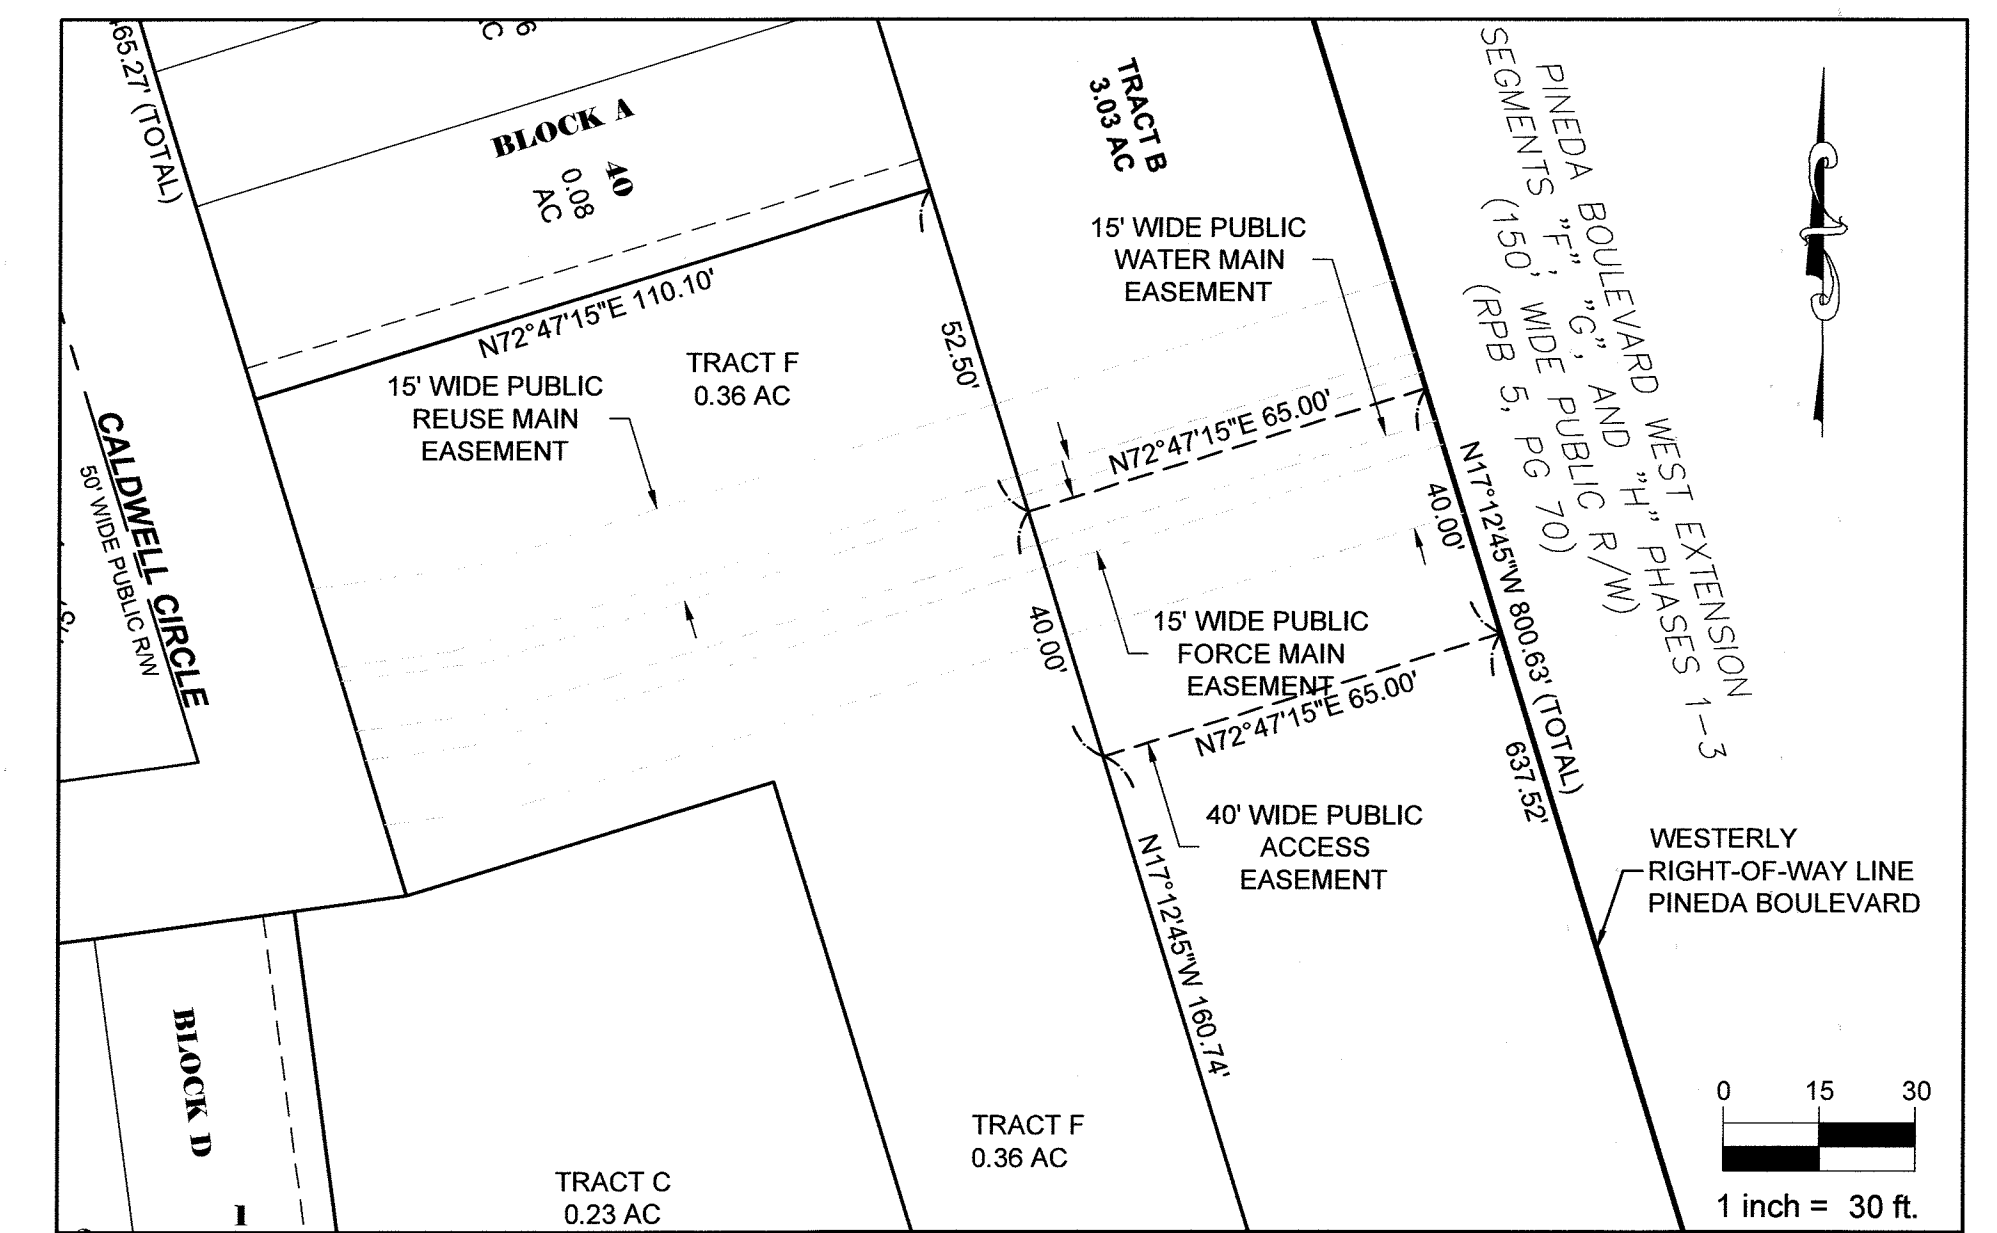 65.27' (TOTAL)
6
C
BLOCK A
40
0.08
AC
TRACT B
3.03 AC
PINEDA BOULEVARD WEST EXTENSION
SEGMENTS "F", "G", AND "H" PHASES 1-3
(150' WIDE PUBLIC R/W)
(RPB 5, PG 70)
15' WIDE PUBLIC
WATER MAIN
EASEMENT
N72°47'15"E 110.10'
TRACT F
0.36 AC
15' WIDE PUBLIC
REUSE MAIN
EASEMENT
52.50'
N72°47'15"E 65.00'
CALDWELL CIRCLE
50' WIDE PUBLIC R/W
N17°12'45"W 800.63' (TOTAL)
40.00'
40.00'
15' WIDE PUBLIC
FORCE MAIN
EASEMENT
N72°47'15"E 65.00'
637.52'
40' WIDE PUBLIC
ACCESS
EASEMENT
WESTERLY
RIGHT-OF-WAY LINE
PINEDA BOULEVARD
N17°12'45"W 160.74'
BLOCK D
1
TRACT C
0.23 AC
TRACT F
0.36 AC
0 15 30
1 inch = 30 ft.